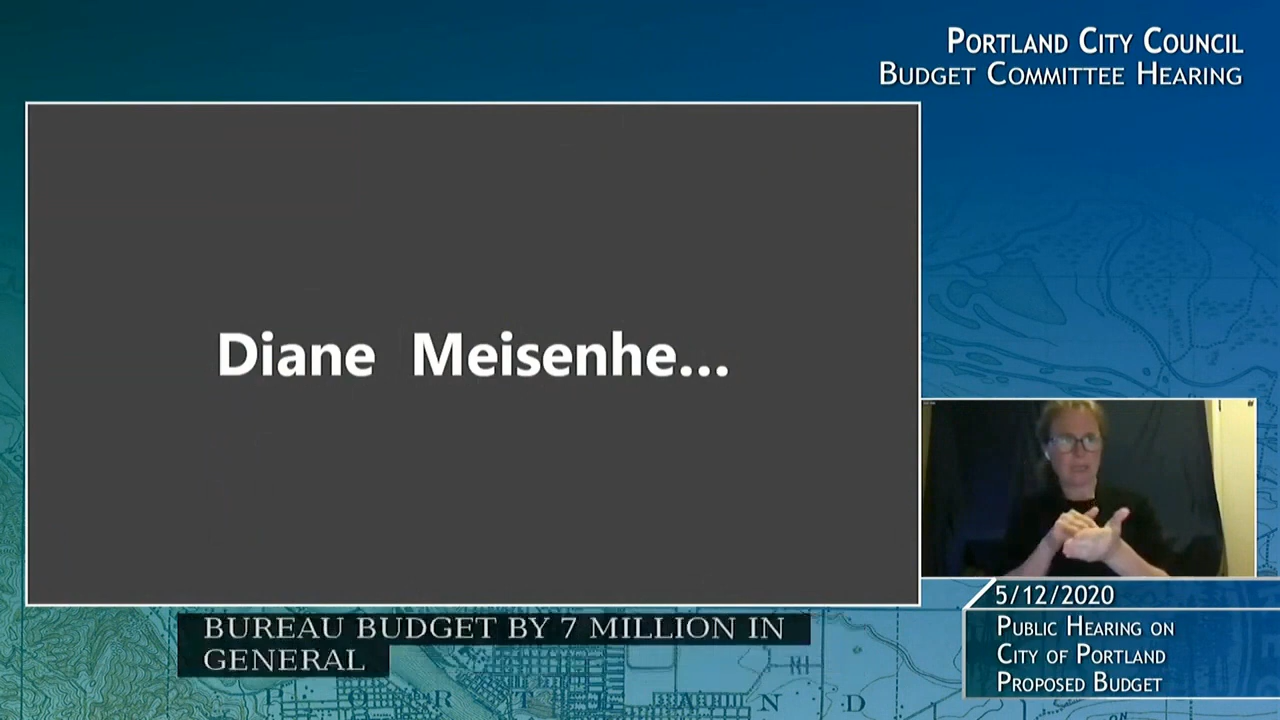 PORTLAND CITY COUNCIL
BUDGET COMMITTEE HEARING
Diane Meisenhe...
BUREAU BUDGET BY 7 MILLION IN
GENERAL
5/12/2020
PUBLIC HEARING ON
CITY OF PORTLAND
PROPOSED BUDGET
P O R T L A N D